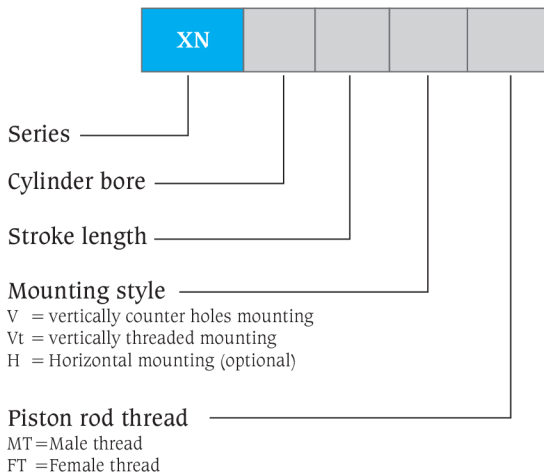 XN
Series
Cylinder bore
Stroke length
Mounting style
V = vertically counter holes mounting
Vt = vertically threaded mounting
H = Horizontal mounting (optional)
Piston rod thread
MT=Male thread
FT=Female thread